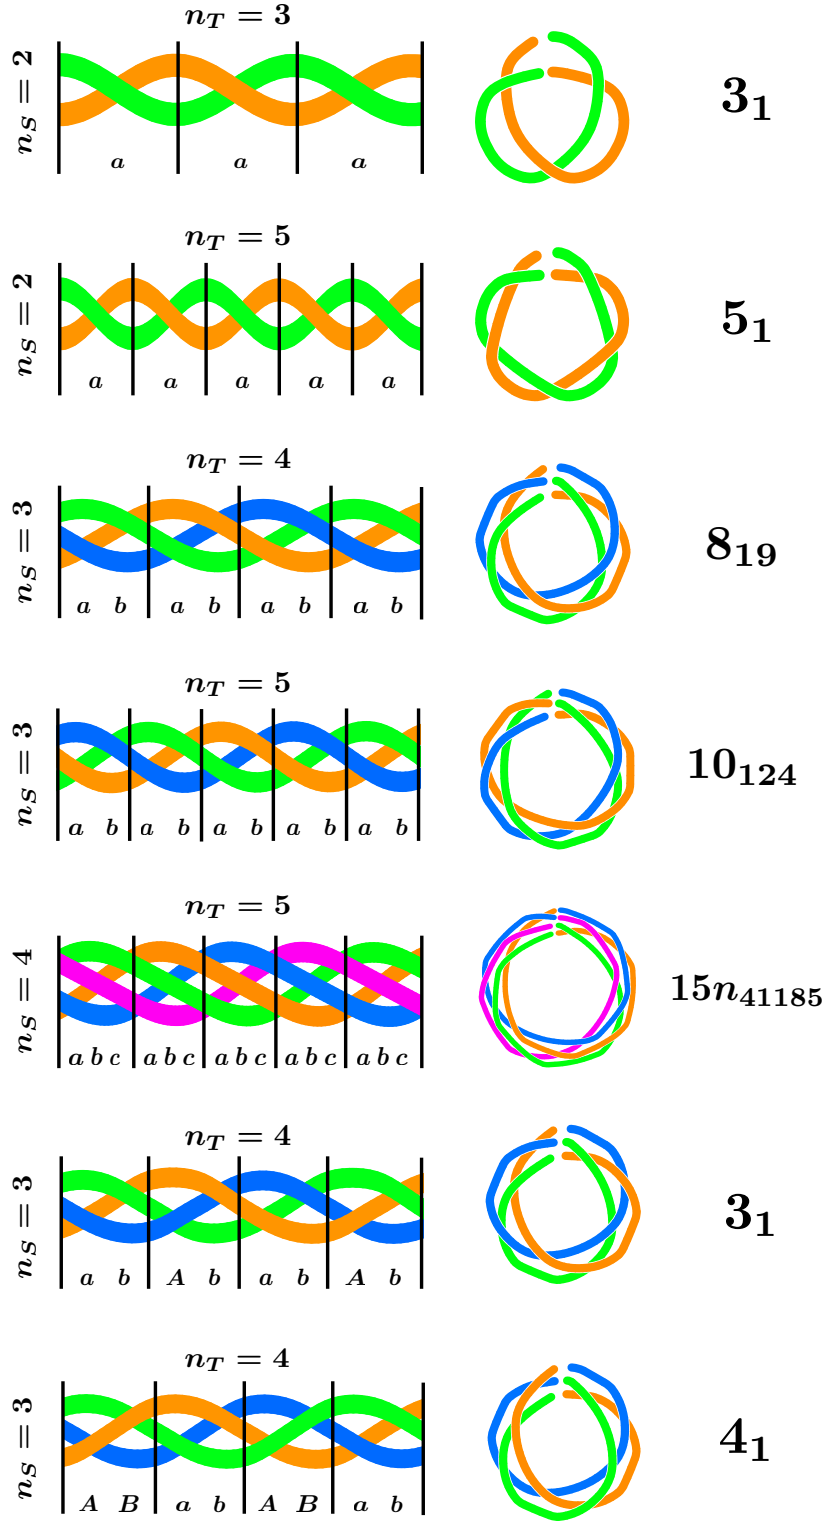 n_T = 3
n_S = 2
a a a
3_1
n_T = 5
n_S = 2
a a a a a
5_1
n_T = 4
n_S = 3
a b a b a b a b
8_19
n_T = 5
n_S = 3
a b a b a b a b a b
10_124
n_T = 5
n_S = 4
a b c a b c a b c a b c a b c
15n_41185
n_T = 4
n_S = 3
a b A b a b A b
3_1
n_T = 4
n_S = 3
A B a b A B a b
4_1